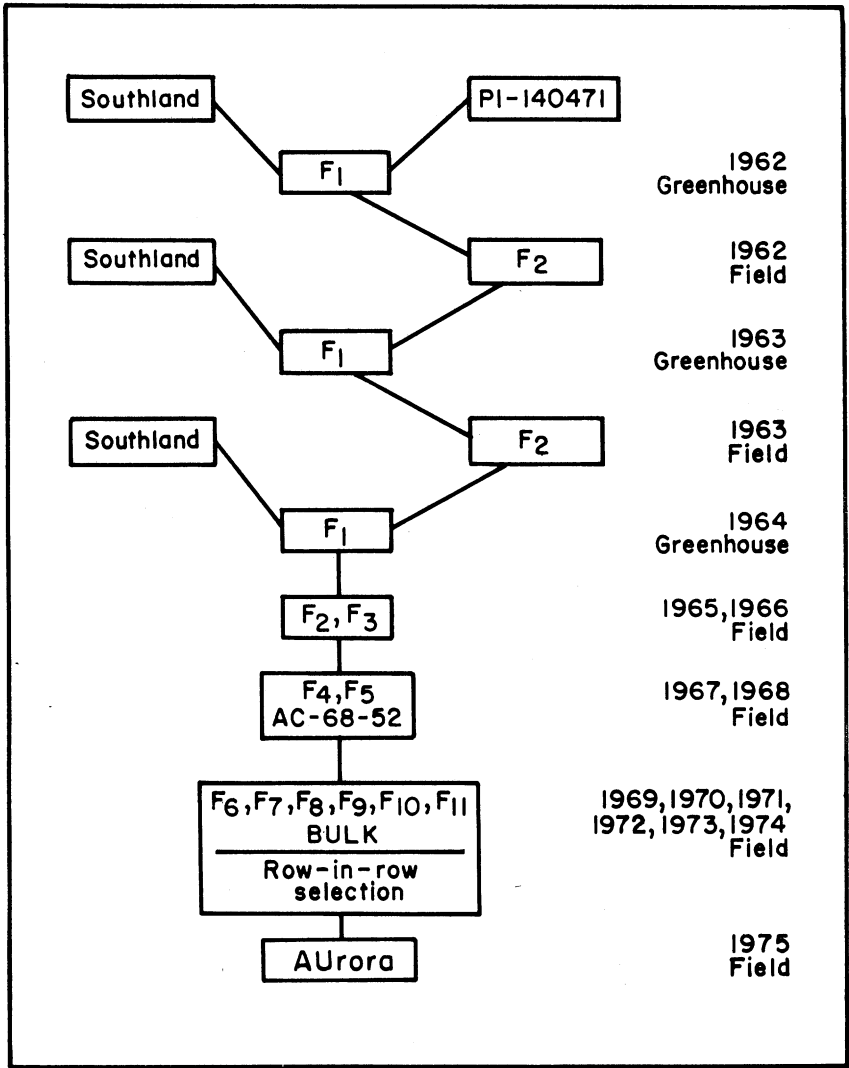 Southland
PI-140471
F1
1962
Greenhouse
Southland
F2
1962
Field
F1
1963
Greenhouse
Southland
F2
1963
Field
F1
1964
Greenhouse
F2, F3
1965, 1966
Field
F4, F5
AC-68-52
1967, 1968
Field
F6, F7, F8, F9, F10, F11
BULK
Row-in-row
selection
1969, 1970, 1971,
1972, 1973, 1974
Field
AUrora
1975
Field